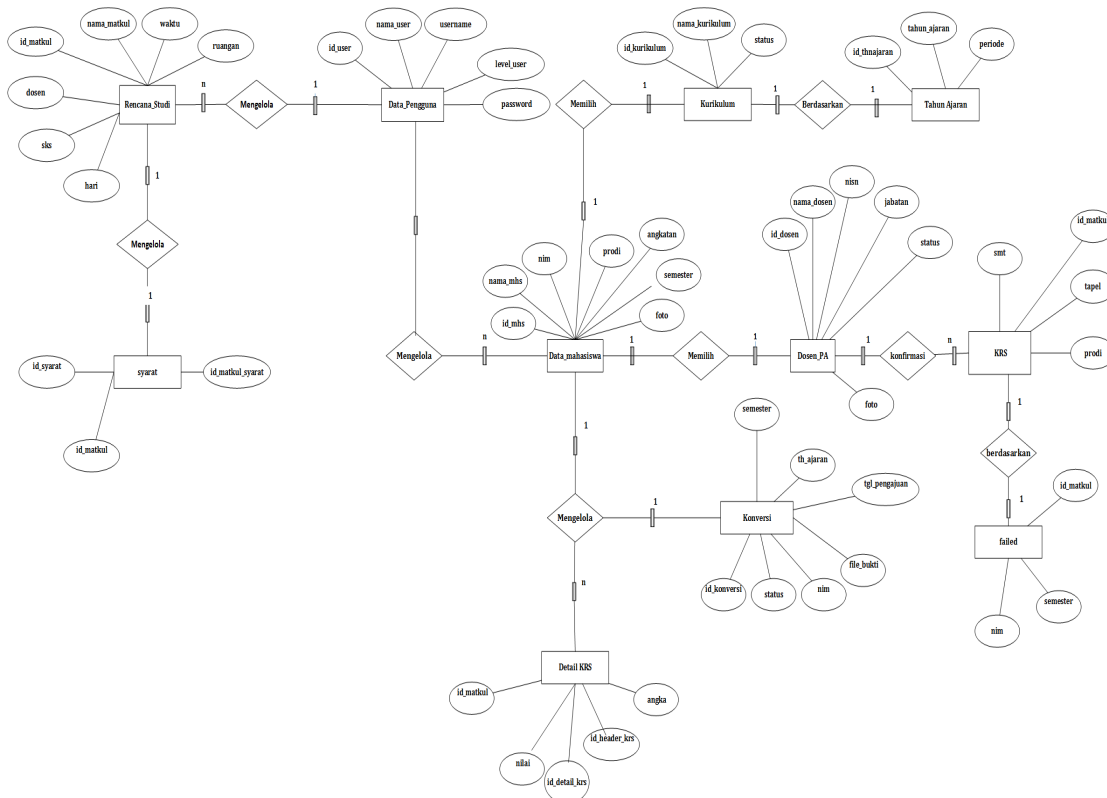 nama_matkul
waktu
id_matkul
ruangan
dosen
Rencana_Studi
n
Mengelola
1
sks
hari
1
Mengelola
1
id_syarat
syarat
id_matkul_syarat
id_matkul
nama_user
username
id_user
level_user
Data_Pengguna
password
Mengelola
n
nama_kurikulum
id_kurikulum
status
Memilih
1
Kurikulum
1
Berdasarkan
1
tahun_ajaran
id_thnajaran
periode
Tahun Ajaran
1
angkatan
prodi
nim
nama_mhs
semester
id_mhs
foto
Data_mahasiswa
1
Memilih
1
nisn
nama_dosen
jabatan
id_dosen
status
Dosen_PA
foto
1
konfirmasi
n
smt
id_matku
tapel
KRS
prodi
1
berdasarkan
1
id_matkul
failed
semester
nim
1
Mengelola
1
semester
th_ajaran
tgl_pengajuan
Konversi
file_bukti
id_konversi
status
nim
n
Detail KRS
id_matkul
angka
id_header_krs
nilai
id_detail_krs